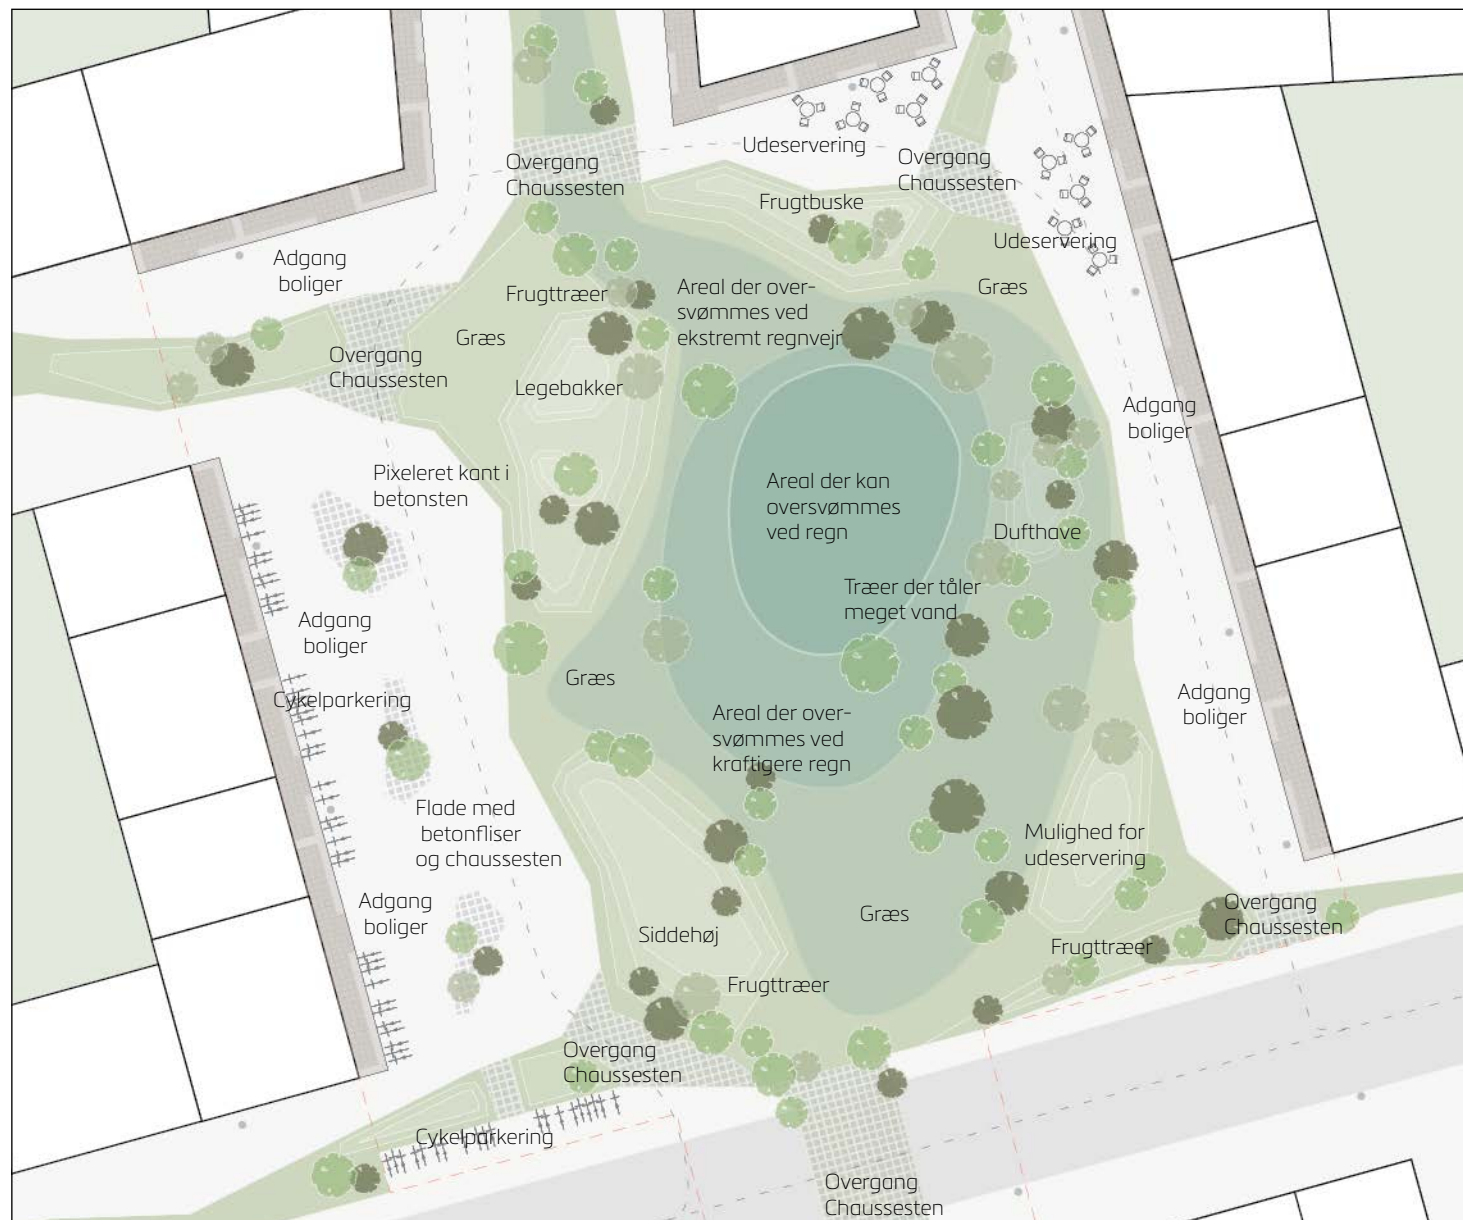 Udeservering
Overgang
Chaussesten
Overgang
Chaussesten
Frugtbuske
Udeservering
Adgang
boliger
Frugttræer
Areal der over-
svømmes ved
ekstremt regnvejr
Græs
Græs
Overgang
Chaussesten
Legebakker
Adgang
boliger
Pixeleret kant i
betonsten
Areal der kan
oversvømmes
ved regn
Dufthave
Træer der tåler
meget vand
Adgang
boliger
Græs
Cykelparkering
Adgang
boliger
Areal der over-
svømmes ved
kraftigere regn
Flade med
betonfliser
og chaussesten
Mulighed for
udeservering
Adgang
boliger
Græs
Overgang
Chaussesten
Siddehøj
Frugttræer
Frugttræer
Overgang
Chaussesten
Cykelparkering
Overgang
Chaussesten